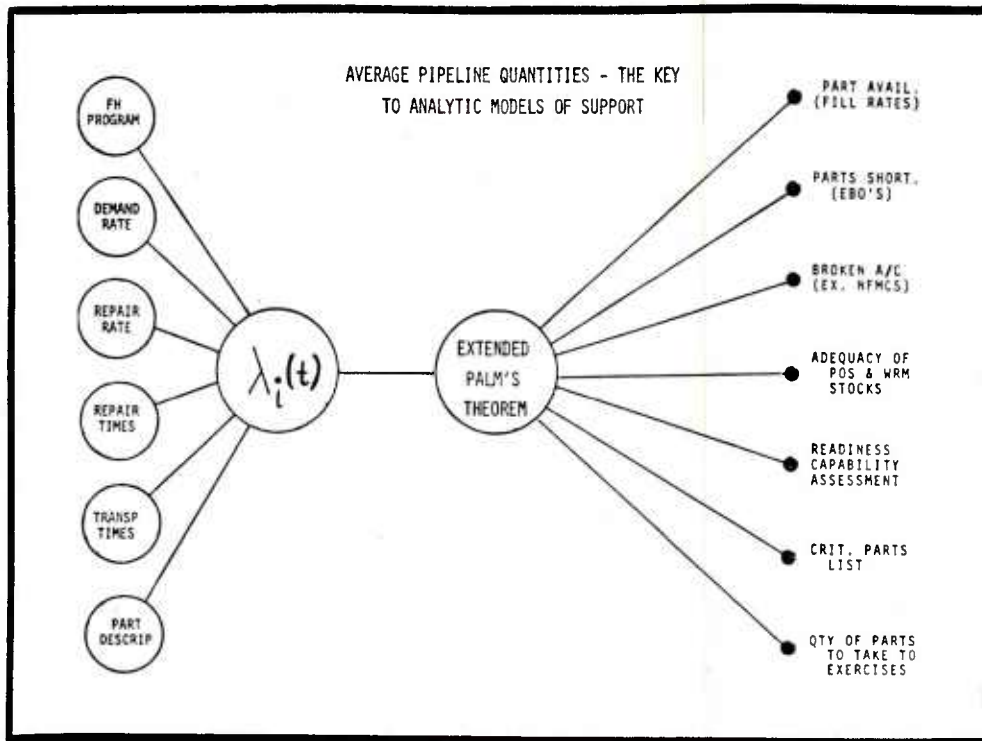 AVERAGE PIPELINE QUANTITIES - THE KEY
TO ANALYTIC MODELS OF SUPPORT
FH
PROGRAM
DEMAND
RATE
REPAIR
RATE
REPAIR
TIMES
TRANSP
TIMES
PART
DESCRIP
λi(t)
EXTENDED
PALM'S
THEOREM
PART AVAIL.
(FILL RATES)
PARTS SHORT.
(EBO'S)
BROKEN A/C
(EX. NFMCS)
ADEQUACY OF
POS & WRM
STOCKS
READINESS
CAPABILITY
ASSESSMENT
CRIT. PARTS
LIST
QTY OF PARTS
TO TAKE TO
EXERCISES